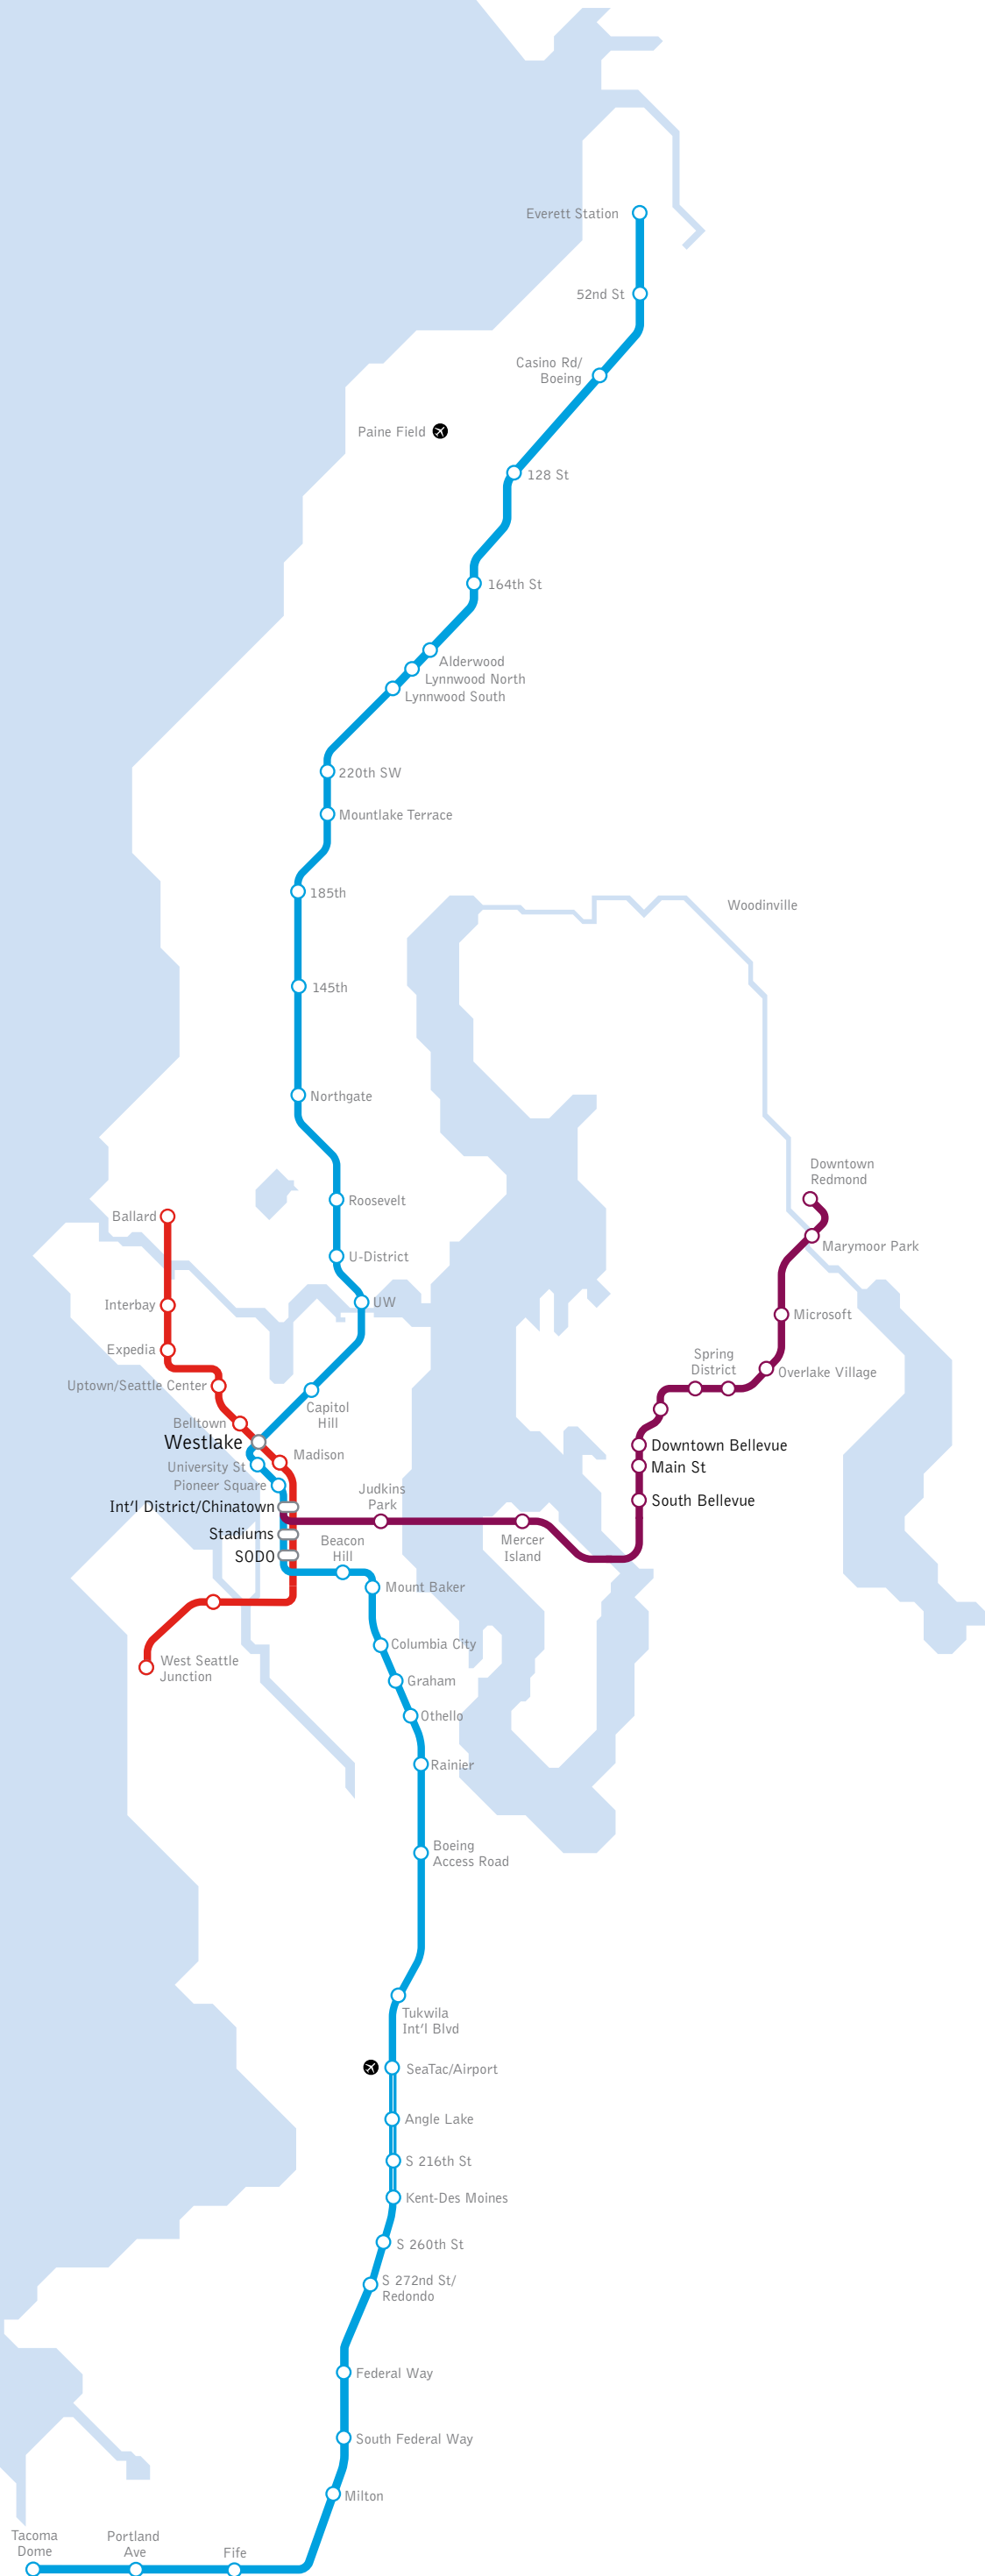 Everett Station
52nd St
Casino Rd/
Boeing
Paine Field
128 St
164th St
Alderwood
Lynnwood North
Lynnwood South
220th SW
Mountlake Terrace
185th
Woodinville
145th
Northgate
Downtown
Redmond
Roosevelt
Ballard
Marymoor Park
U-District
UW
Interbay
Microsoft
Expedia
Spring
District
Overlake Village
Uptown/Seattle Center
Capitol
Hill
Belltown
Westlake
Downtown Bellevue
Madison
University St
Main St
Pioneer Square
Judkins
Park
South Bellevue
Int'l District/Chinatown
Stadiums
Beacon
Hill
Mercer
Island
SODO
Mount Baker
Columbia City
West Seattle
Junction
Graham
Othello
Rainier
Boeing
Access Road
Tukwila
Int'l Blvd
SeaTac/Airport
Angle Lake
S 216th St
Kent-Des Moines
S 260th St
S 272nd St/
Redondo
Federal Way
South Federal Way
Milton
Tacoma
Dome
Portland
Ave
Fife